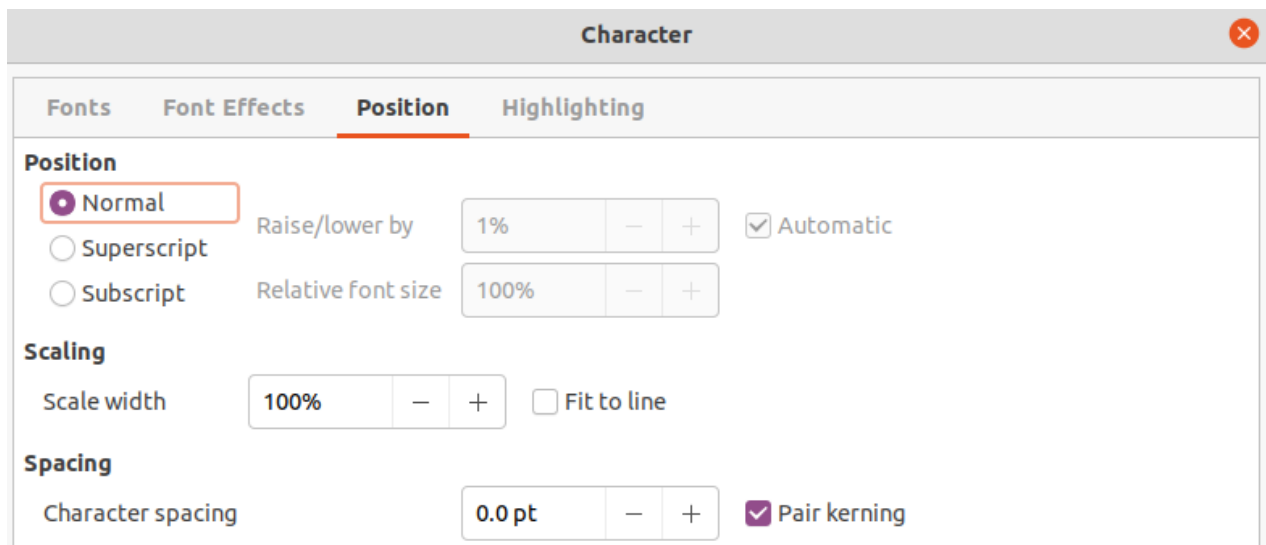 Character
Fonts Font Effects Position Highlighting
Position
Normal
Raise/lower by 1% − + Automatic
Superscript
Relative font size 100% − +
Subscript
Scaling
Scale width 100% − + Fit to line
Spacing
Character spacing 0.0 pt − + Pair kerning